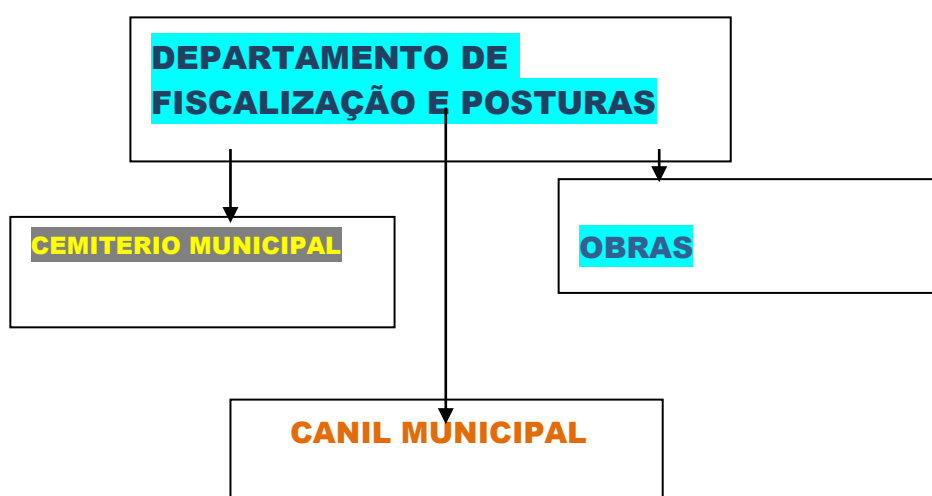 DEPARTAMENTO DE
FISCALIZAÇÃO E POSTURAS
CEMITERIO MUNICIPAL
OBRAS
CANIL MUNICIPAL